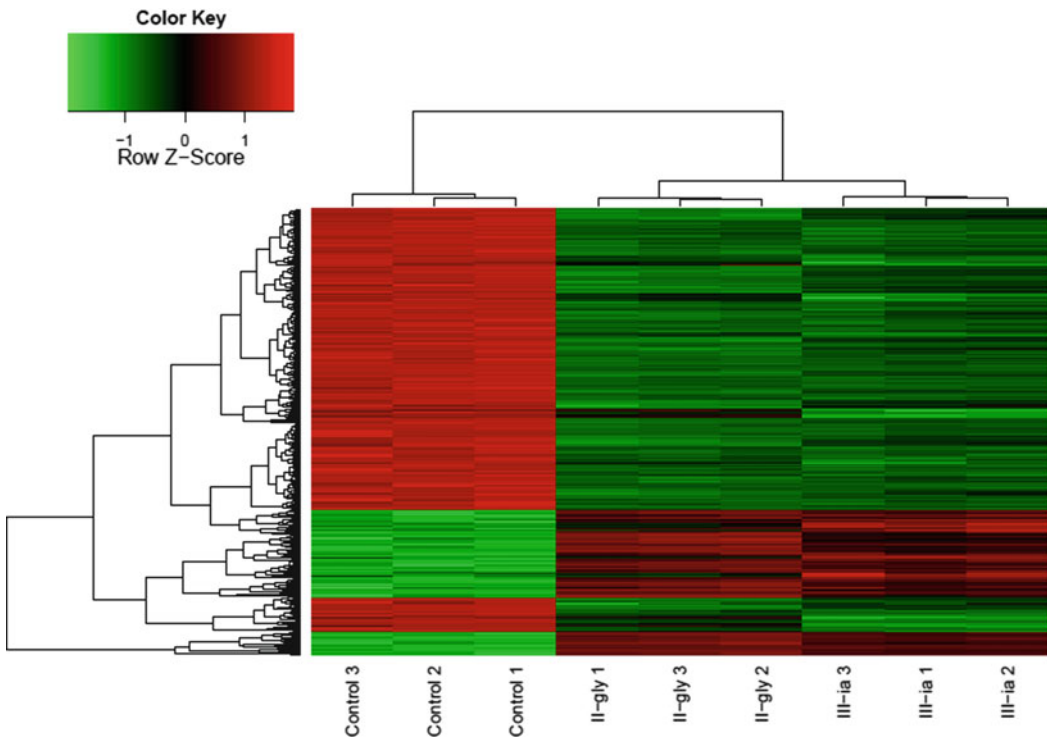 Color Key
−1 0 1
Row Z−Score
Control 3
Control 2
Control 1
II−gly 1
II−gly 3
II−gly 2
III−ia 3
III−ia 1
III−ia 2